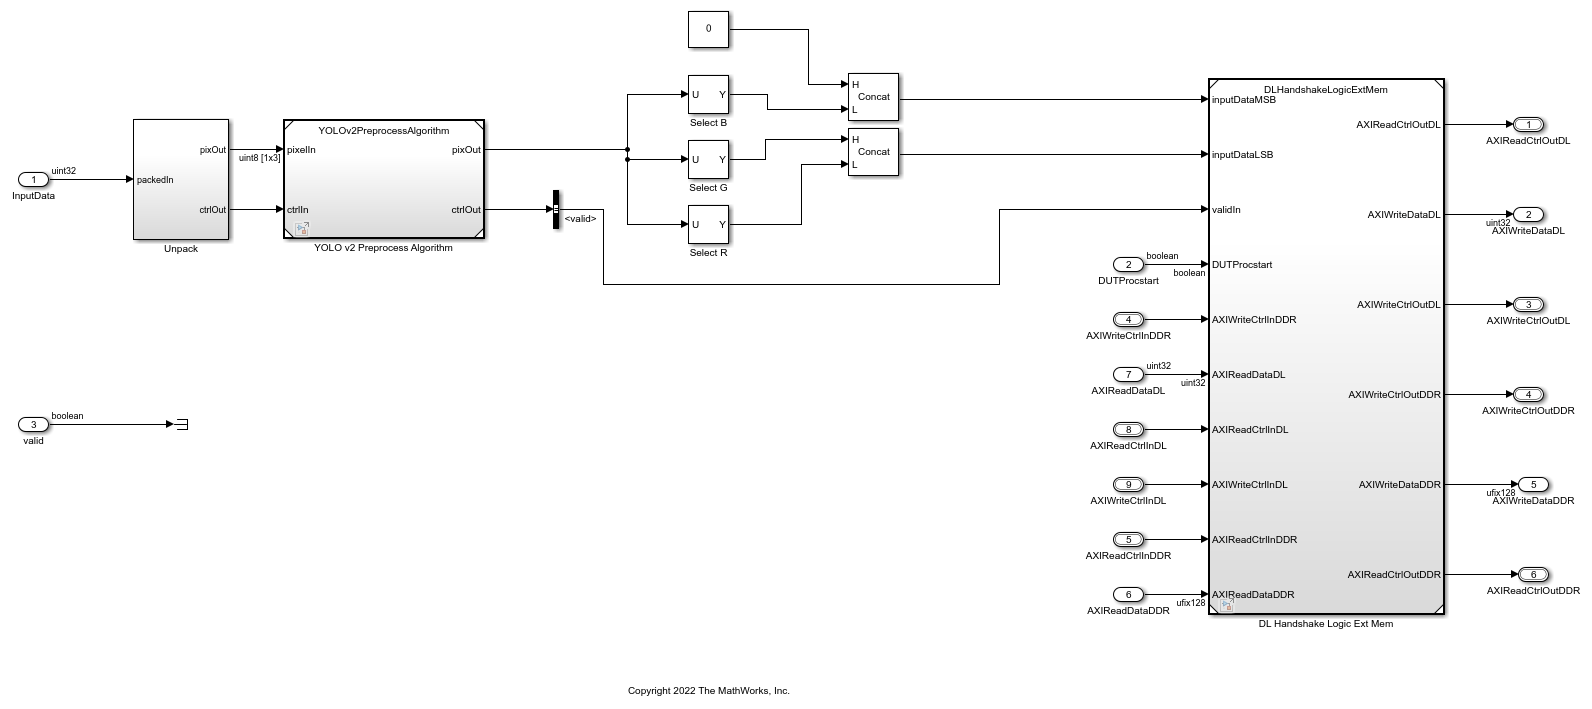 0
U Y
Select B
U Y
Select G
U Y
Select R
H
L
Concat
H
L
Concat
1
InputData
uint32
packedIn
pixOut
ctrlOut
Unpack
uint8 [1x3]
YOLOv2PreprocessAlgorithm
pixelIn
ctrlIn
pixOut
ctrlOut
YOLO v2 Preprocess Algorithm
<valid>
3
valid
boolean
2
DUTProcstart
boolean
boolean
4
AXIWriteCtrlInDDR
7
AXIReadDataDL
uint32
uint32
8
AXIReadCtrlInDL
9
AXIWriteCtrlInDL
5
AXIReadCtrlInDDR
6
AXIReadDataDDR
ufix128
DLHandshakeLogicExtMem
inputDataMSB
inputDataLSB
validIn
DUTProcstart
AXIWriteCtrlInDDR
AXIReadDataDL
AXIReadCtrlInDL
AXIWriteCtrlInDL
AXIReadCtrlInDDR
AXIReadDataDDR
AXIReadCtrlOutDL
AXIWriteDataDL
AXIWriteCtrlOutDL
AXIWriteCtrlOutDDR
AXIWriteDataDDR
AXIReadCtrlOutDDR
DL Handshake Logic Ext Mem
1
AXIReadCtrlOutDL
2
uint32
AXIWriteDataDL
3
AXIWriteCtrlOutDL
4
AXIWriteCtrlOutDDR
5
ufix128
AXIWriteDataDDR
6
AXIReadCtrlOutDDR
Copyright 2022 The MathWorks, Inc.